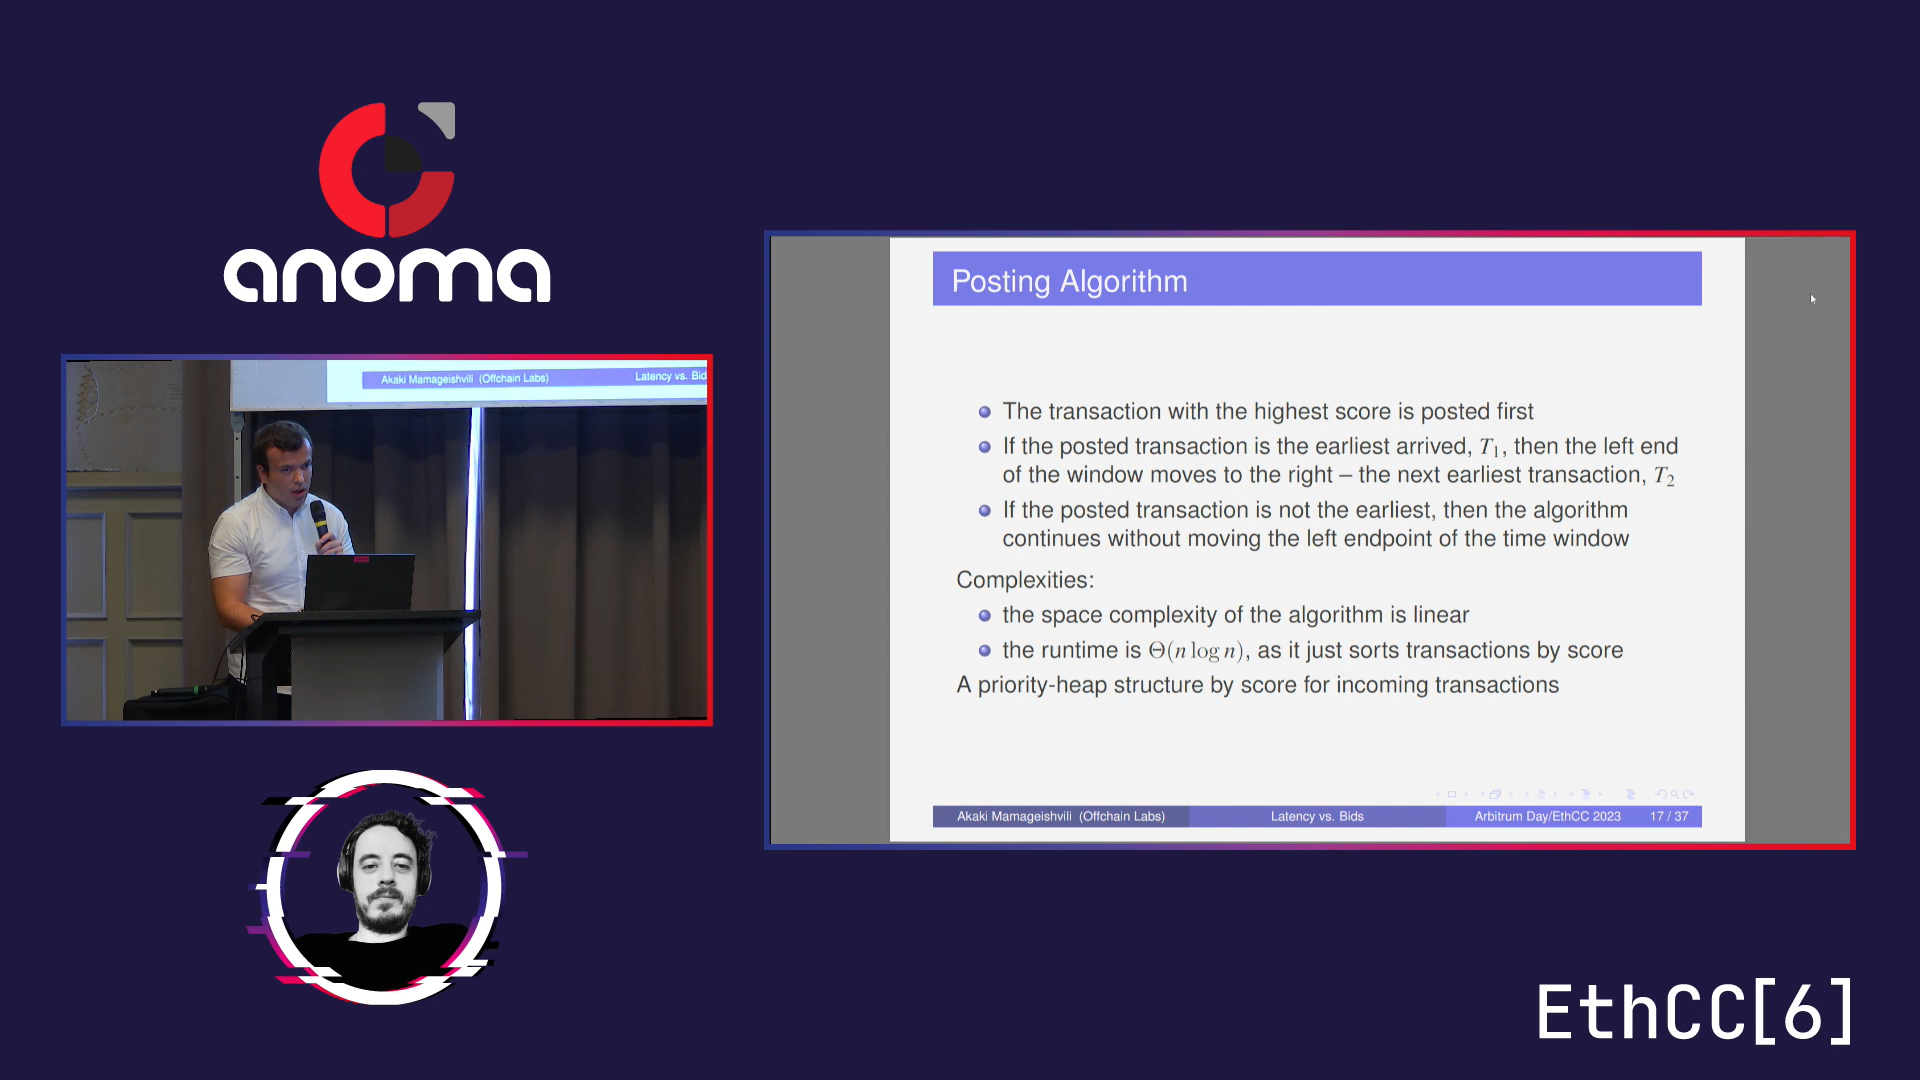 anoma
Akaki Mamageishvili (Offchain Labs)
Latency vs. Bid
Posting Algorithm
The transaction with the highest score is posted first
If the posted transaction is the earliest arrived, T₁, then the left end
of the window moves to the right – the next earliest transaction, T₂
If the posted transaction is not the earliest, then the algorithm
continues without moving the left endpoint of the time window
Complexities:
the space complexity of the algorithm is linear
the runtime is Θ(n log n), as it just sorts transactions by score
A priority-heap structure by score for incoming transactions
Akaki Mamageishvili (Offchain Labs)
Latency vs. Bids
Arbitrum Day/EthCC 2023
17 / 37
EthCC[6]